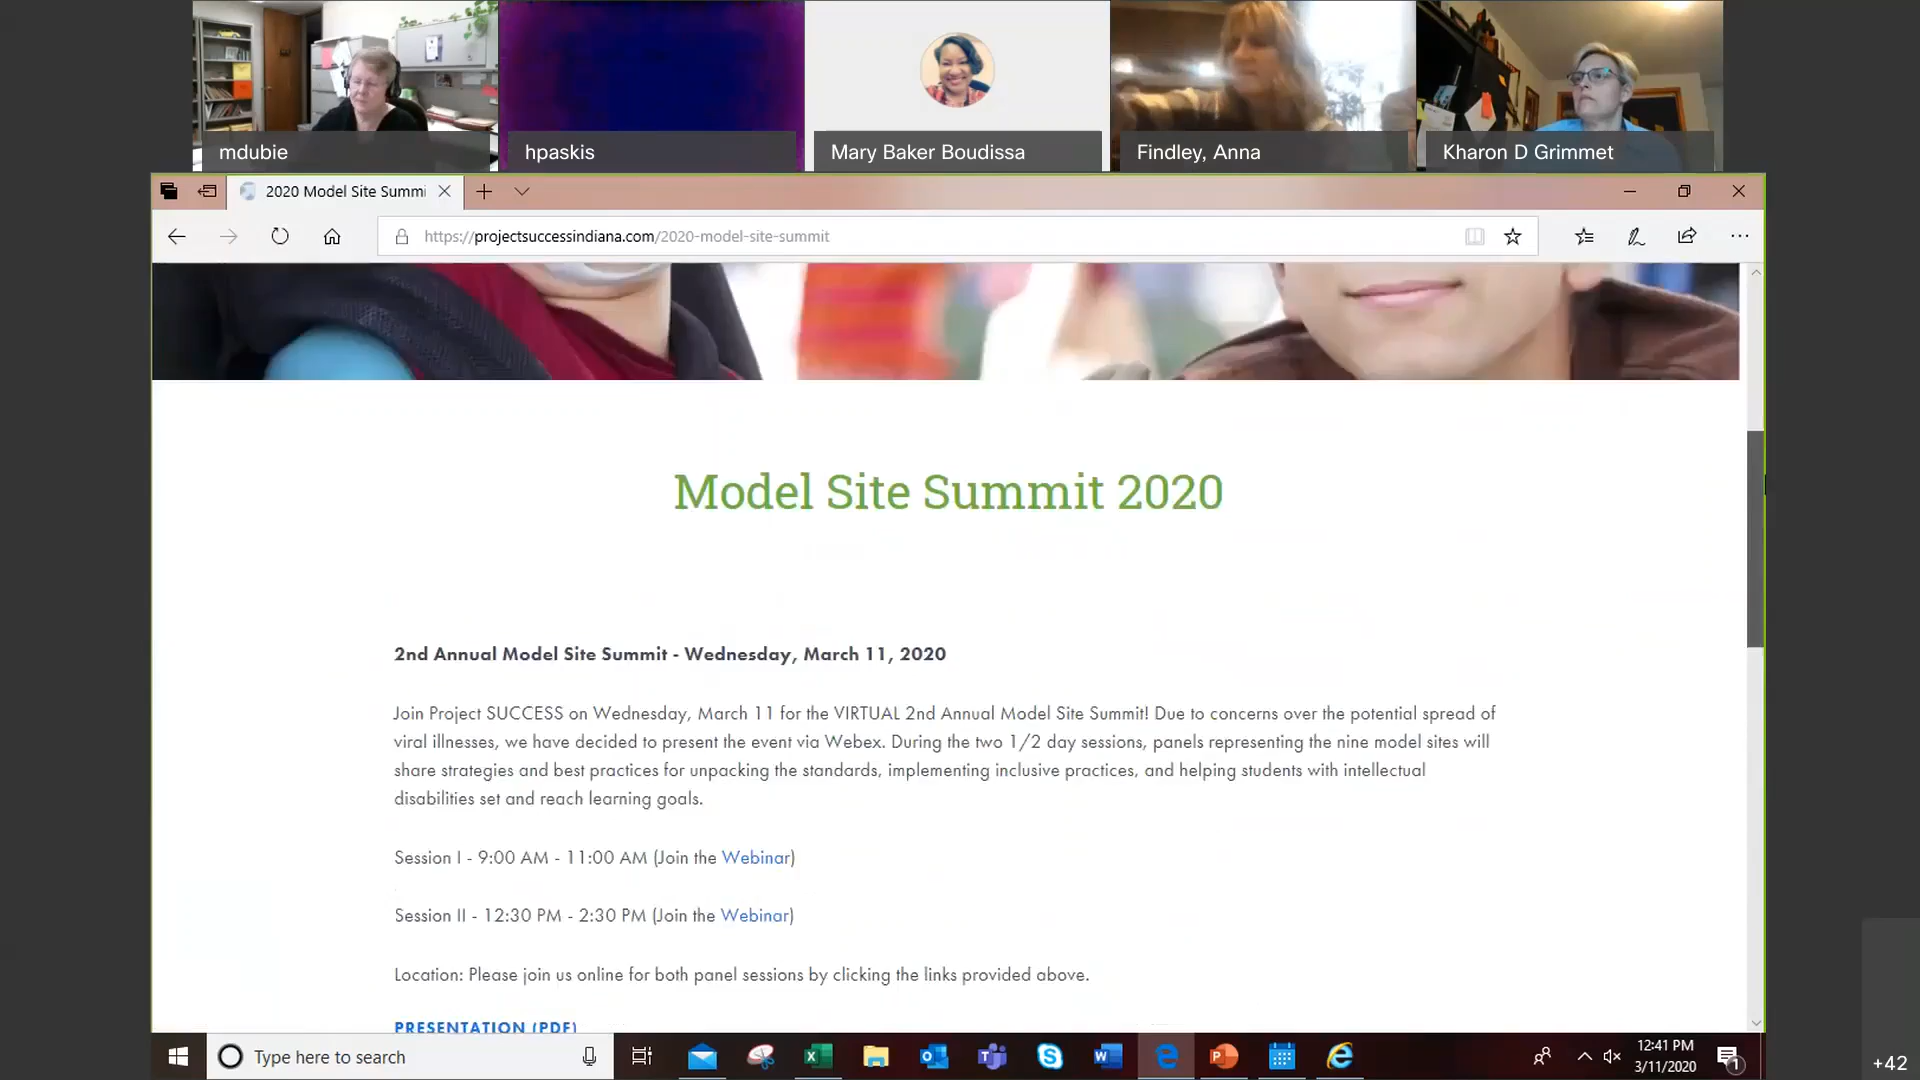 mdubie
hpaskis
Mary Baker Boudissa
Findley, Anna
Kharon D Grimmet
2020 Model Site Summi
https://projectsuccessindiana.com/2020-model-site-summit
Model Site Summit 2020
2nd Annual Model Site Summit - Wednesday, March 11, 2020
Join Project SUCCESS on Wednesday, March 11 for the VIRTUAL 2nd Annual Model Site Summit! Due to concerns over the potential spread of
viral illnesses, we have decided to present the event via Webex. During the two 1/2 day sessions, panels representing the nine model sites will
share strategies and best practices for unpacking the standards, implementing inclusive practices, and helping students with intellectual
disabilities set and reach learning goals.
Session I - 9:00 AM - 11:00 AM (Join the Webinar)
Session II - 12:30 PM - 2:30 PM (Join the Webinar)
Location: Please join us online for both panel sessions by clicking the links provided above.
PRESENTATION (PDF)
Type here to search
12:41 PM
3/11/2020
1
+42